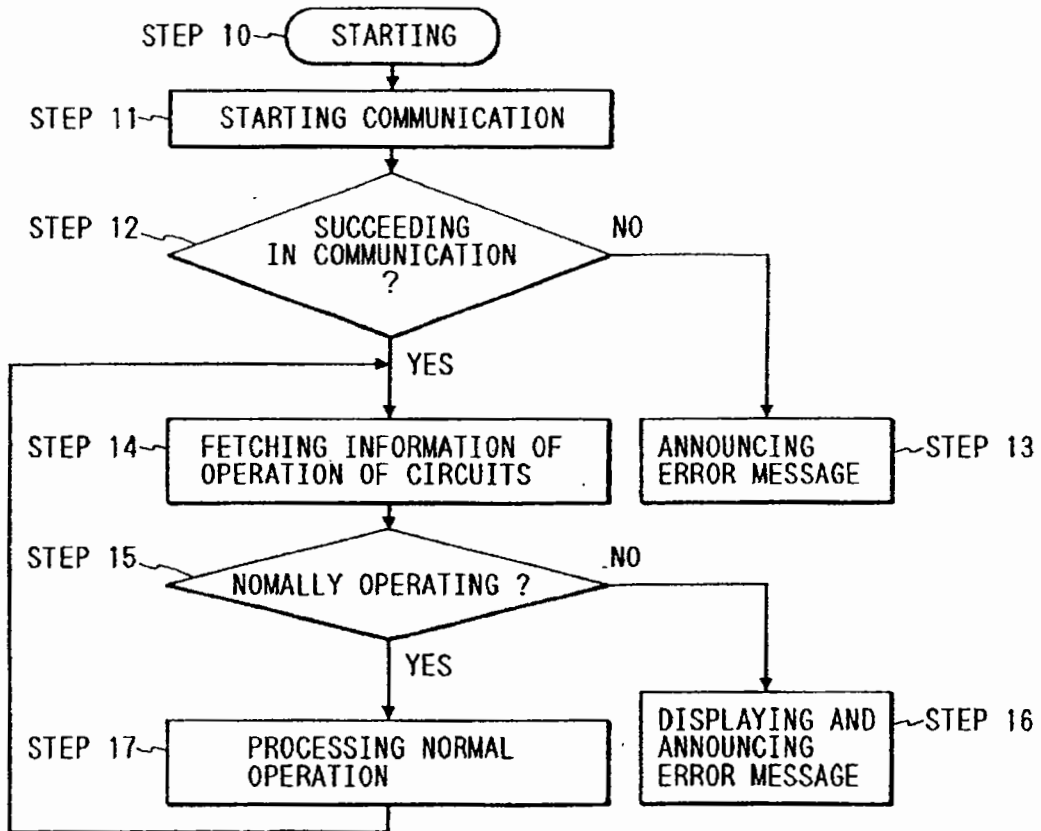 STEP 10
STARTING
STEP 11
STARTING COMMUNICATION
STEP 12
SUCCEEDING
IN COMMUNICATION
?
NO
YES
STEP 14
FETCHING INFORMATION OF
OPERATION OF CIRCUITS
ANNOUNCING
ERROR MESSAGE
STEP 13
STEP 15
NOMALLY OPERATING ?
NO
YES
STEP 17
PROCESSING NORMAL
OPERATION
DISPLAYING AND
ANNOUNCING
ERROR MESSAGE
STEP 16